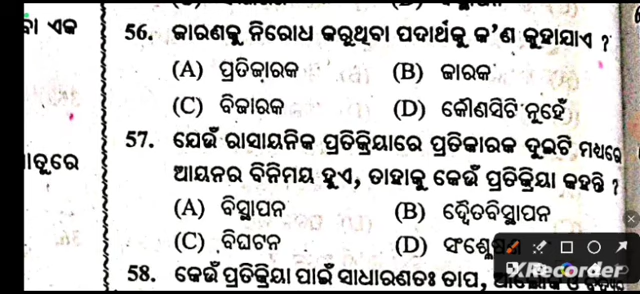 56. ଜାରଣକୁ ନିରୋଧ କରୁଥିବା ପଦାର୍ଥକୁ କ'ଣ କୁହାଯାଏ ?
(A) ପ୍ରତିଜାରକ (B) ଜାରକ
(C) ବିଜାରକ (D) କୌଣସିଟି ନୁହେଁ
57. ଯେଉଁ ରାସାୟନିକ ପ୍ରତିକ୍ରିୟାରେ ପ୍ରତିକାରକ ଦୁଇଟି ମଧ୍ୟରେ
ଆୟନର ବିନିମୟ ହୁଏ, ତାହାକୁ କେଉଁ ପ୍ରତିକ୍ରିୟା କହନ୍ତି ?
(A) ବିସ୍ଥାପନ (B) ଦ୍ୱୈତବିସ୍ଥାପନ
(C) ବିଘଟନ (D)
58. କେଉଁ ପ୍ରତିକ୍ରିୟା ପାଇଁ ସାଧାରଣତଃ ତାପ,
ଏକ
XRecorder